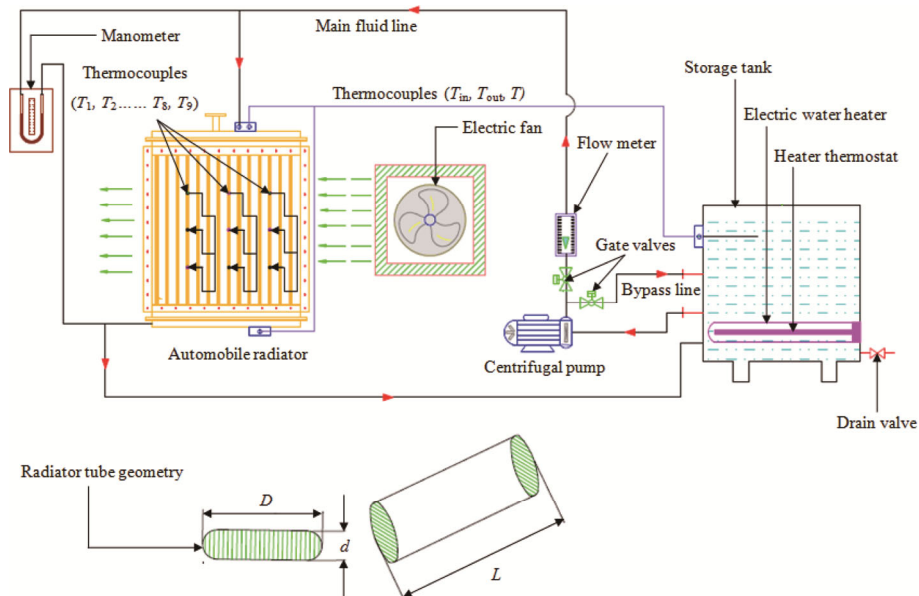 Main fluid line
Manometer
Thermocouples
(T1, T2...... T8, T9)
Thermocouples (Tin, Tout, T)
Electric fan
Storage tank
Electric water heater
Heater thermostat
Flow meter
Gate valves
Bypass line
Automobile radiator
Centrifugal pump
Drain valve
Radiator tube geometry
D
d
L